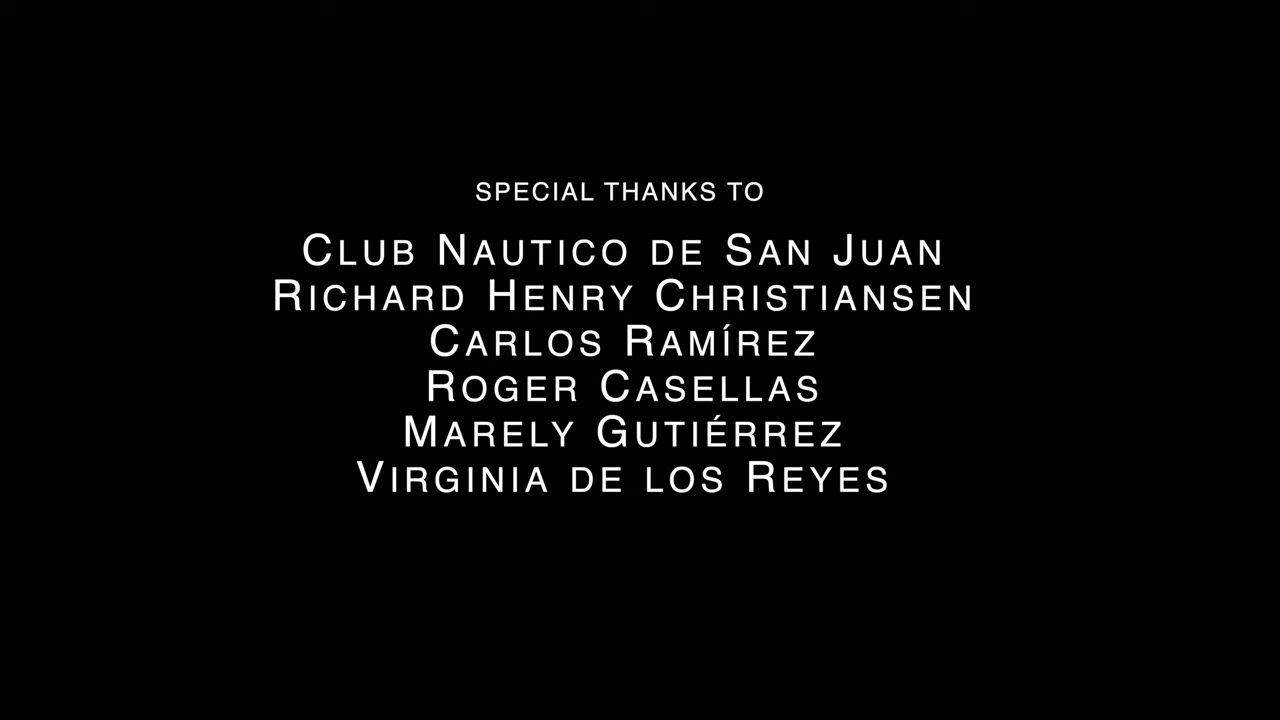 SPECIAL THANKS TO
CLUB NAUTICO DE SAN JUAN
RICHARD HENRY CHRISTIANSEN
CARLOS RAMÍREZ
ROGER CASELLAS
MARELY GUTIÉRREZ
VIRGINIA DE LOS REYES